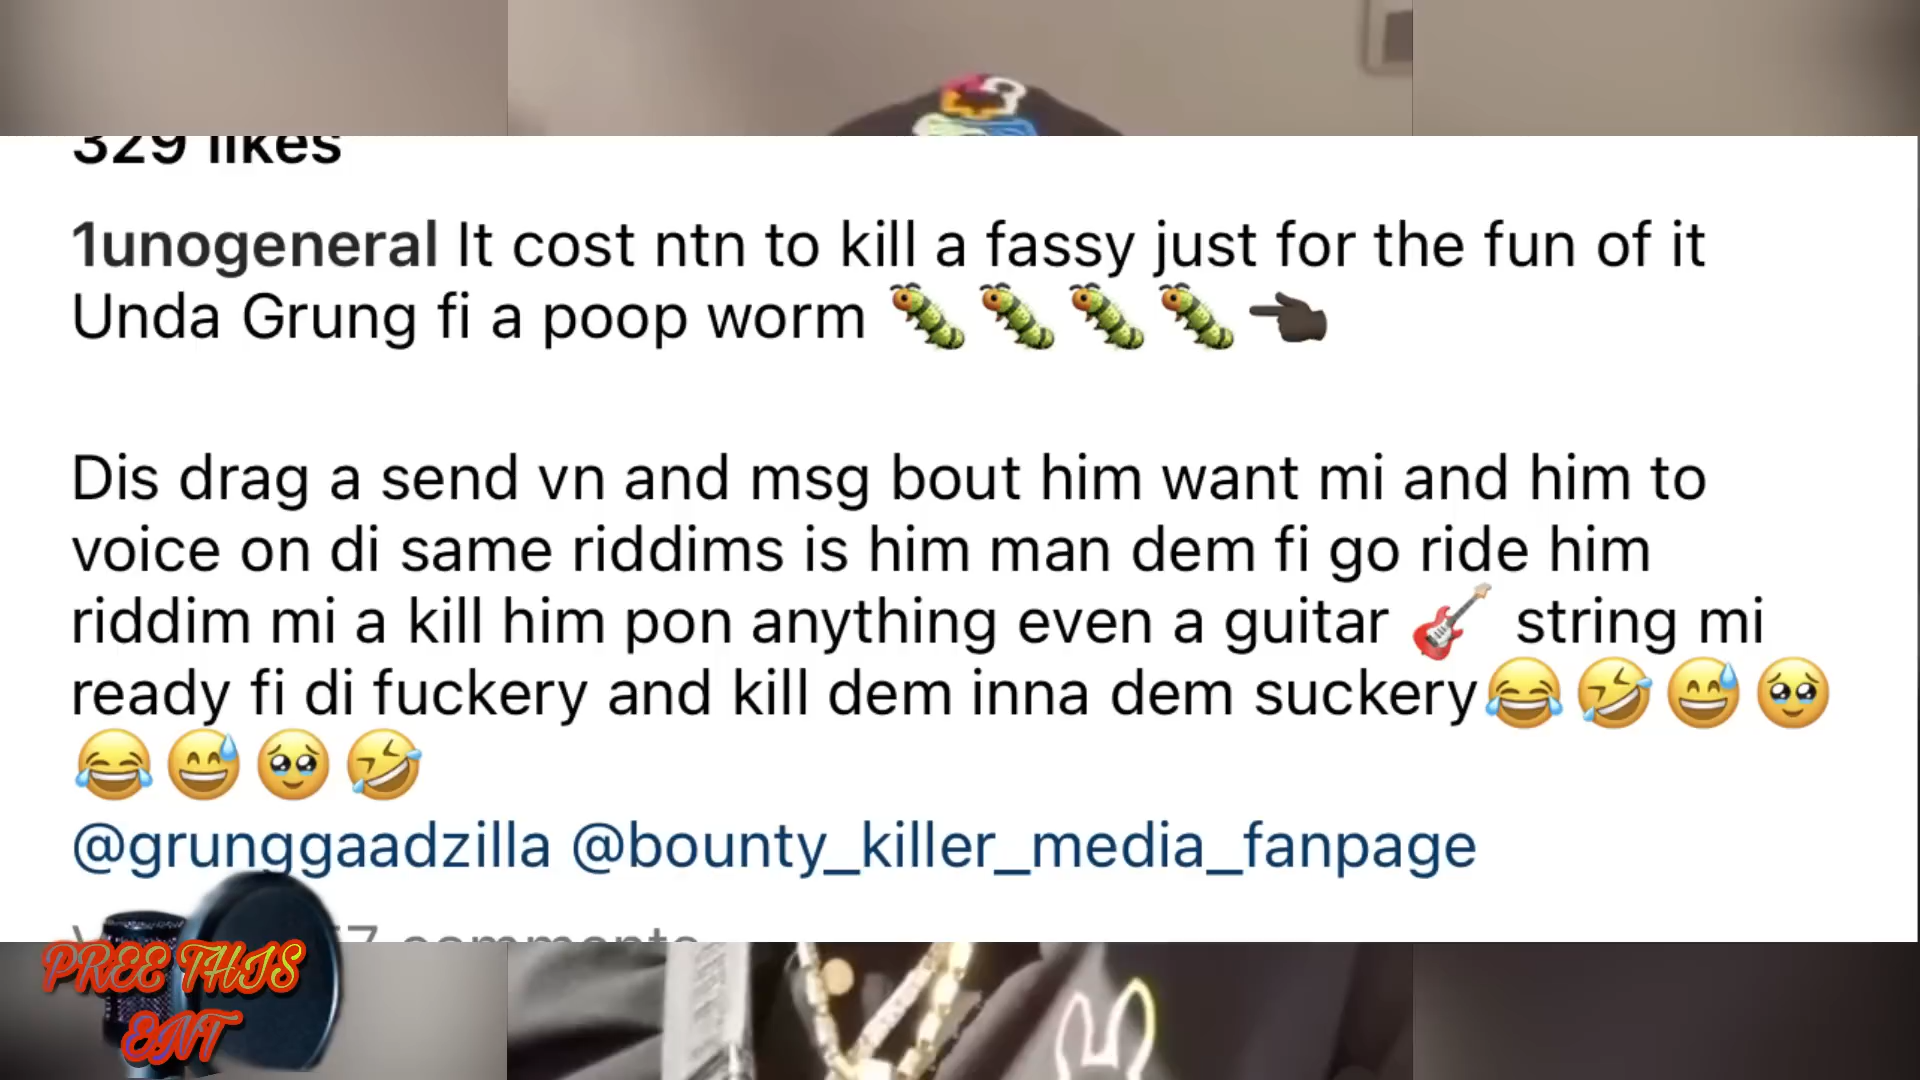 329 likes
1unogeneral It cost ntn to kill a fassy just for the fun of it
Unda Grung fi a poop worm 🐛🐛🐛🐛👈🏿
Dis drag a send vn and msg bout him want mi and him to
voice on di same riddims is him man dem fi go ride him
riddim mi a kill him pon anything even a guitar 🎸 string mi
ready fi di fuckery and kill dem inna dem suckery😂🤣😅🥹
😂😅🥹🤣
@grunggaadzilla @bounty_killer_media_fanpage
comments
PREE THIS
ENT